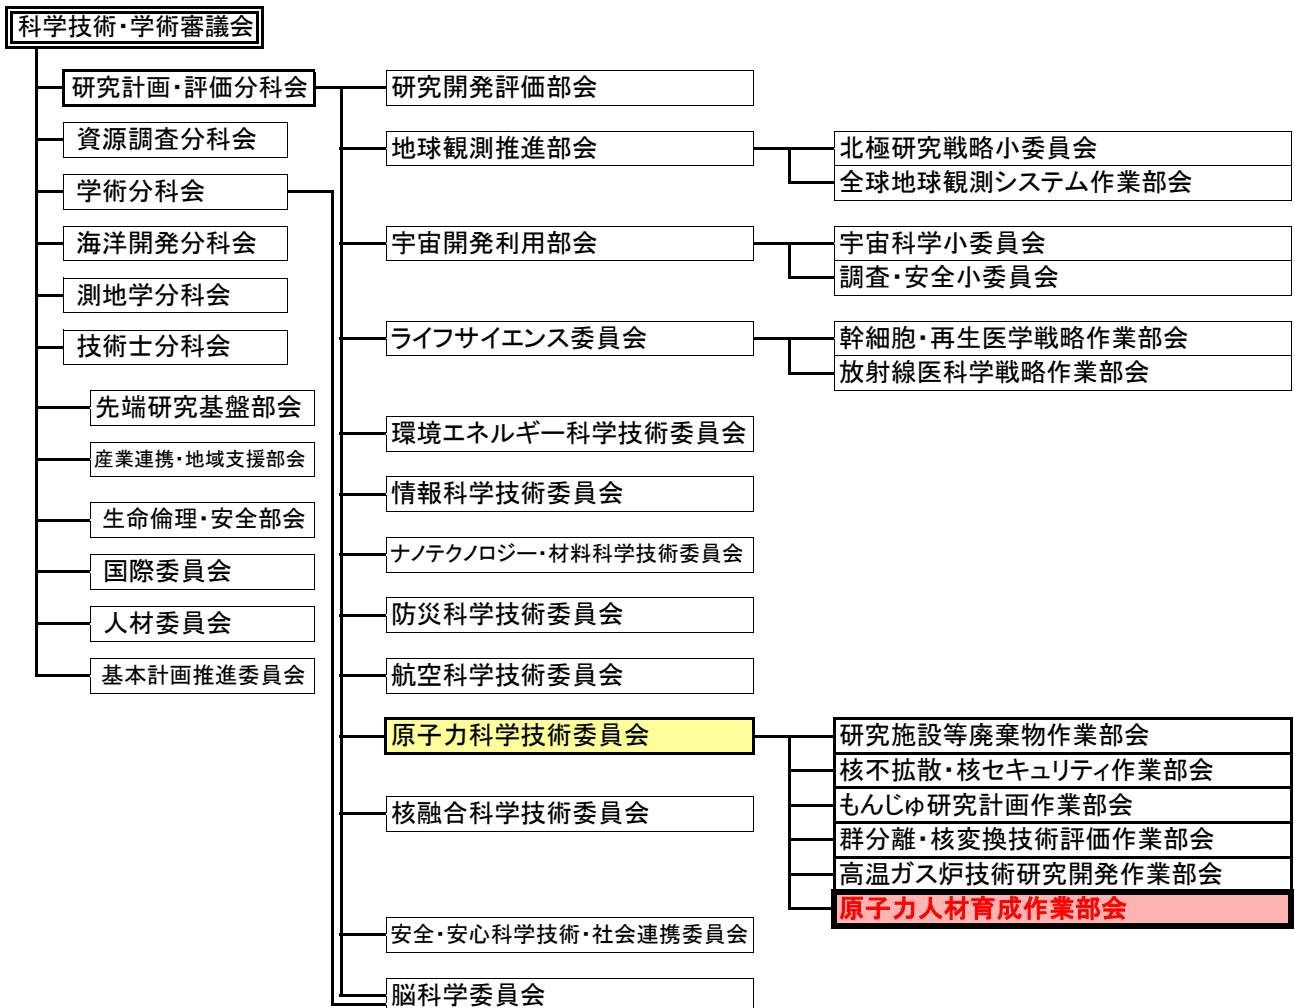 科学技術・学術審議会
研究計画・評価分科会
資源調査分科会
学術分科会
海洋開発分科会
測地学分科会
技術士分科会
先端研究基盤部会
産業連携・地域支援部会
生命倫理・安全部会
国際委員会
人材委員会
基本計画推進委員会
研究開発評価部会
地球観測推進部会
北極研究戦略小委員会
全球地球観測システム作業部会
宇宙開発利用部会
宇宙科学小委員会
調査・安全小委員会
ライフサイエンス委員会
幹細胞・再生医学戦略作業部会
放射線医科学戦略作業部会
環境エネルギー科学技術委員会
情報科学技術委員会
ナノテクノロジー・材料科学技術委員会
防災科学技術委員会
航空科学技術委員会
原子力科学技術委員会
研究施設等廃棄物作業部会
核不拡散・核セキュリティ作業部会
もんじゅ研究計画作業部会
群分離・核変換技術評価作業部会
高温ガス炉技術研究開発作業部会
原子力人材育成作業部会
核融合科学技術委員会
安全・安心科学技術・社会連携委員会
脳科学委員会